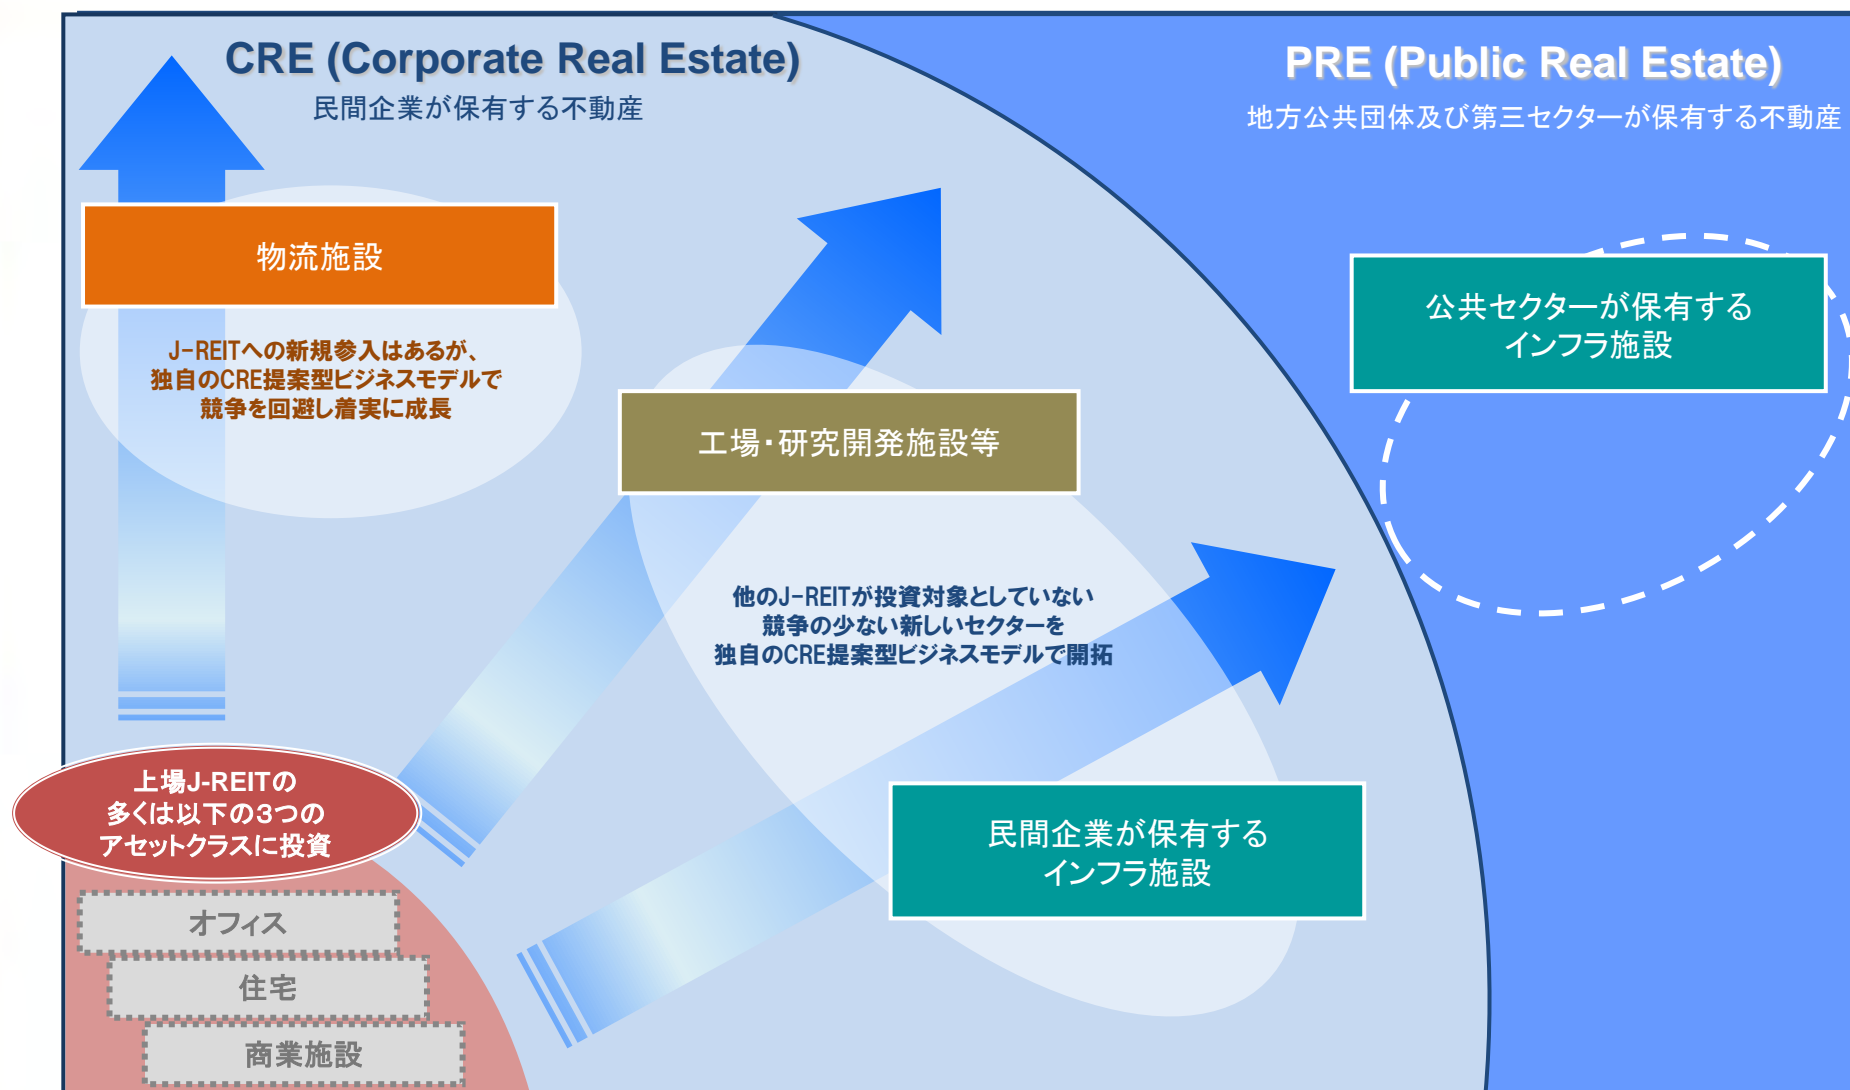 CRE (Corporate Real Estate)
民間企業が保有する不動産
PRE (Public Real Estate)
地方公共団体及び第三セクターが保有する不動産
物流施設
J-REITへの新規参入はあるが、
独自のCRE提案型ビジネスモデルで
競争を回避し着実に成長
公共セクターが保有する
インフラ施設
工場・研究開発施設等
他のJ-REITが投資対象としていない
競争の少ない新しいセクターを
独自のCRE提案型ビジネスモデルで開拓
民間企業が保有する
インフラ施設
上場J-REITの
多くは以下の3つの
アセットクラスに投資
オフィス
住宅
商業施設